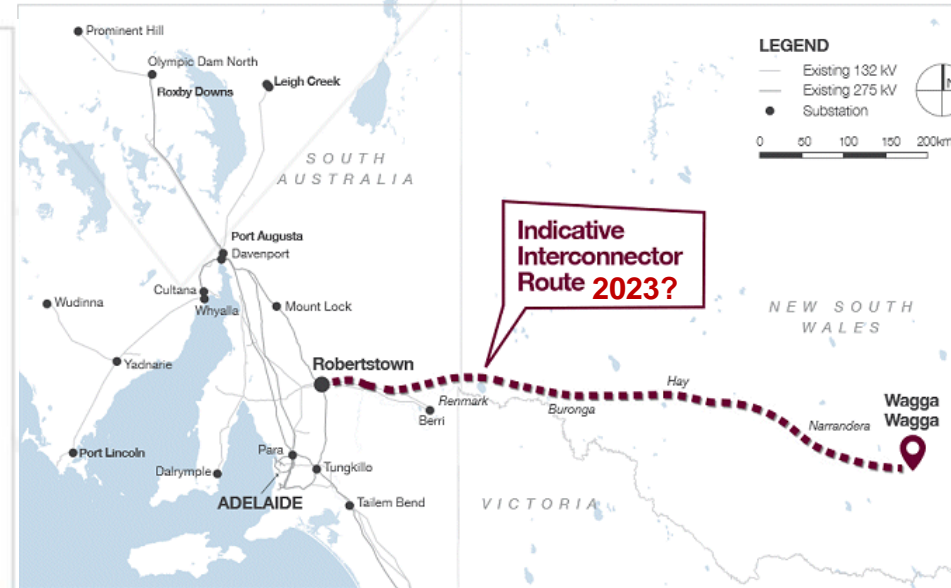 Prominent Hill
Olympic Dam North
Roxby Downs
Leigh Creek
LEGEND
Existing 132 kV
Existing 275 kV
Substation
N
0 50 100 150 200km
SOUTH
AUSTRALIA
Port Augusta
Davenport
Cultana
Whyalla
Wudinna
Mount Lock
Yadnarie
Indicative
Interconnector
Route 2023?
NEW SOUTH
WALES
Robertstown
Renmark
Berri
Buronga
Hay
Narrandera
Wagga
Wagga
Port Lincoln
Para
Dalrymple
Tungkillo
ADELAIDE
Tailem Bend
VICTORIA